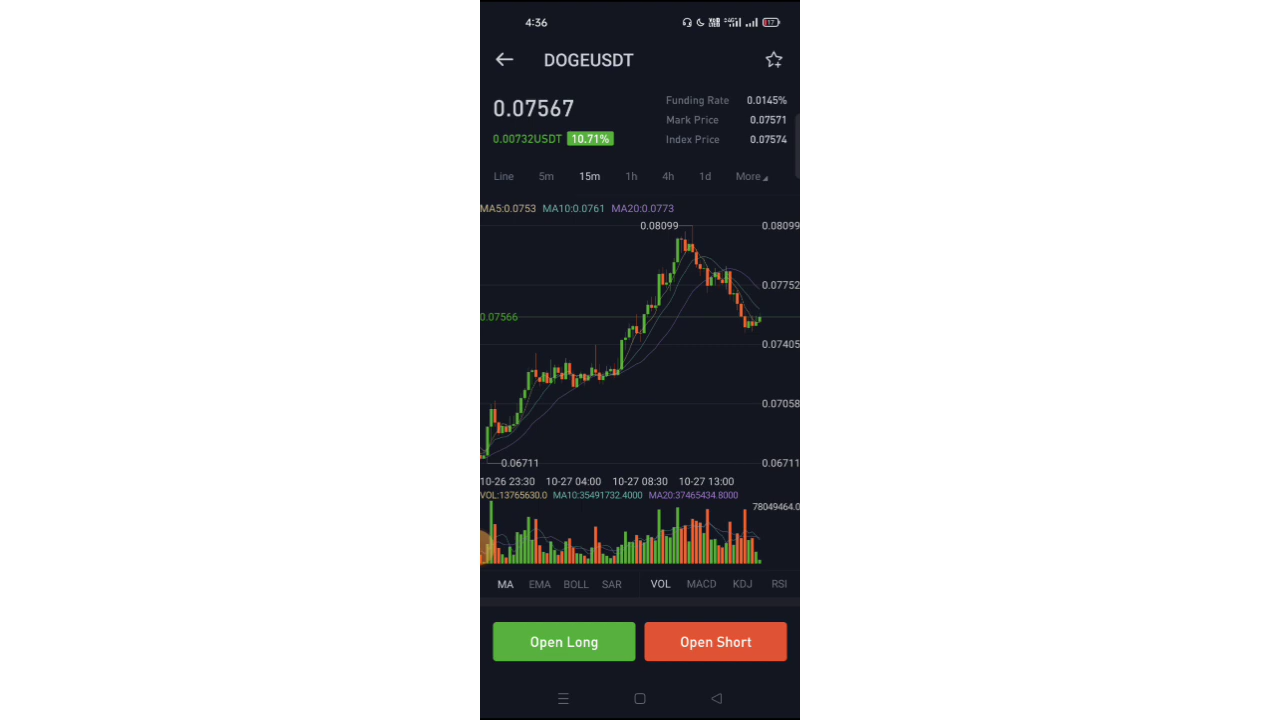 4:36
17
DOGEUSDT
0.07567
Funding Rate 0.0145%
Mark Price 0.07571
0.00732USDT 10.71%
Index Price 0.07574
Line 5m 15m 1h 4h 1d More
MA5:0.0753 MA10:0.0761 MA20:0.0773
0.08099 0.08099
0.07752
0.07566
0.07405
0.07058
0.06711 0.06711
10-26 23:30 10-27 04:00 10-27 08:30 10-27 13:00
VOL:13765630.0 MA10:35491732.4000 MA20:37465434.8000
78049464.0
MA EMA BOLL SAR VOL MACD KDJ RSI
Open Long Open Short